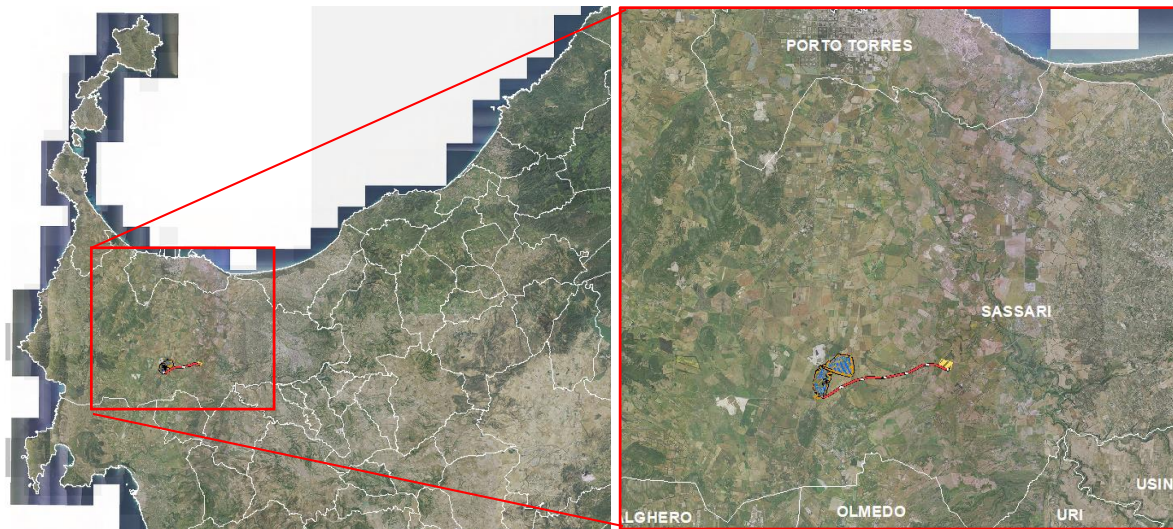 PORTO TORRES
SASSARI
USIN
LGHERO
OLMEDO
URI